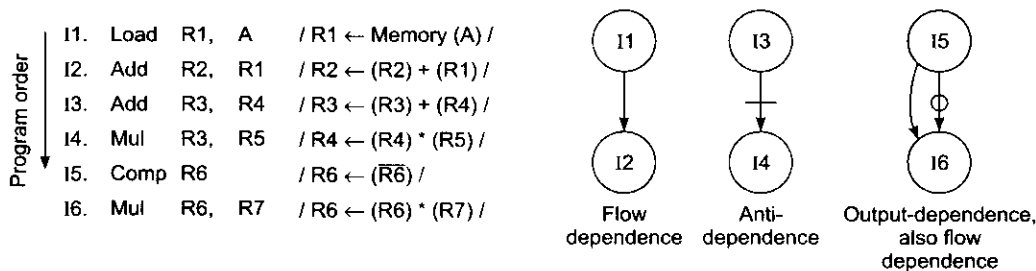 Program order
I1. Load R1, A / R1 ← Memory (A) /
I2. Add R2, R1 / R2 ← (R2) + (R1) /
I3. Add R3, R4 / R3 ← (R3) + (R4) /
I4. Mul R3, R5 / R4 ← (R4) * (R5) /
I5. Comp R6 / R6 ← (R̅6̅) /
I6. Mul R6, R7 / R6 ← (R6) * (R7) /
I1
I2
Flow
dependence
I3
I4
Anti-
dependence
I5
I6
Output-dependence,
also flow
dependence